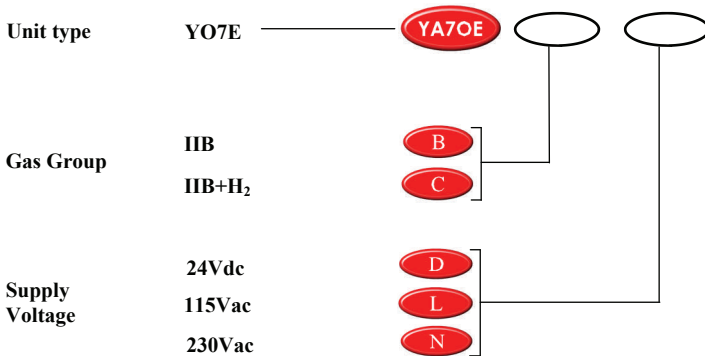 Unit type YO7E YA7OE
IIB B
Gas Group
IIB+H₂ C
24Vdc D
Supply
Voltage 115Vac L
230Vac N